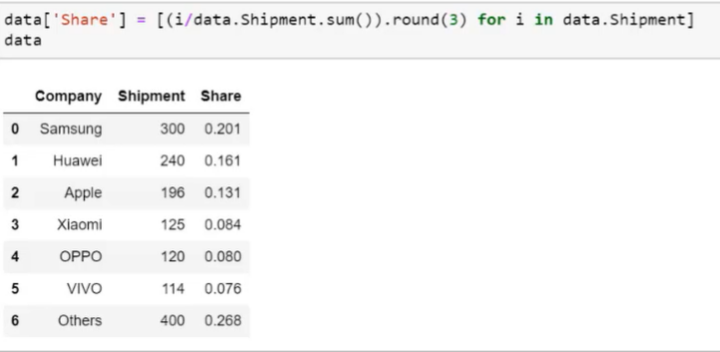 data['Share'] = [(i/data.Shipment.sum()).round(3) for i in data.Shipment]
data
Company Shipment Share
0 Samsung 300 0.201
1 Huawei 240 0.161
2 Apple 196 0.131
3 Xiaomi 125 0.084
4 OPPO 120 0.080
5 VIVO 114 0.076
6 Others 400 0.268